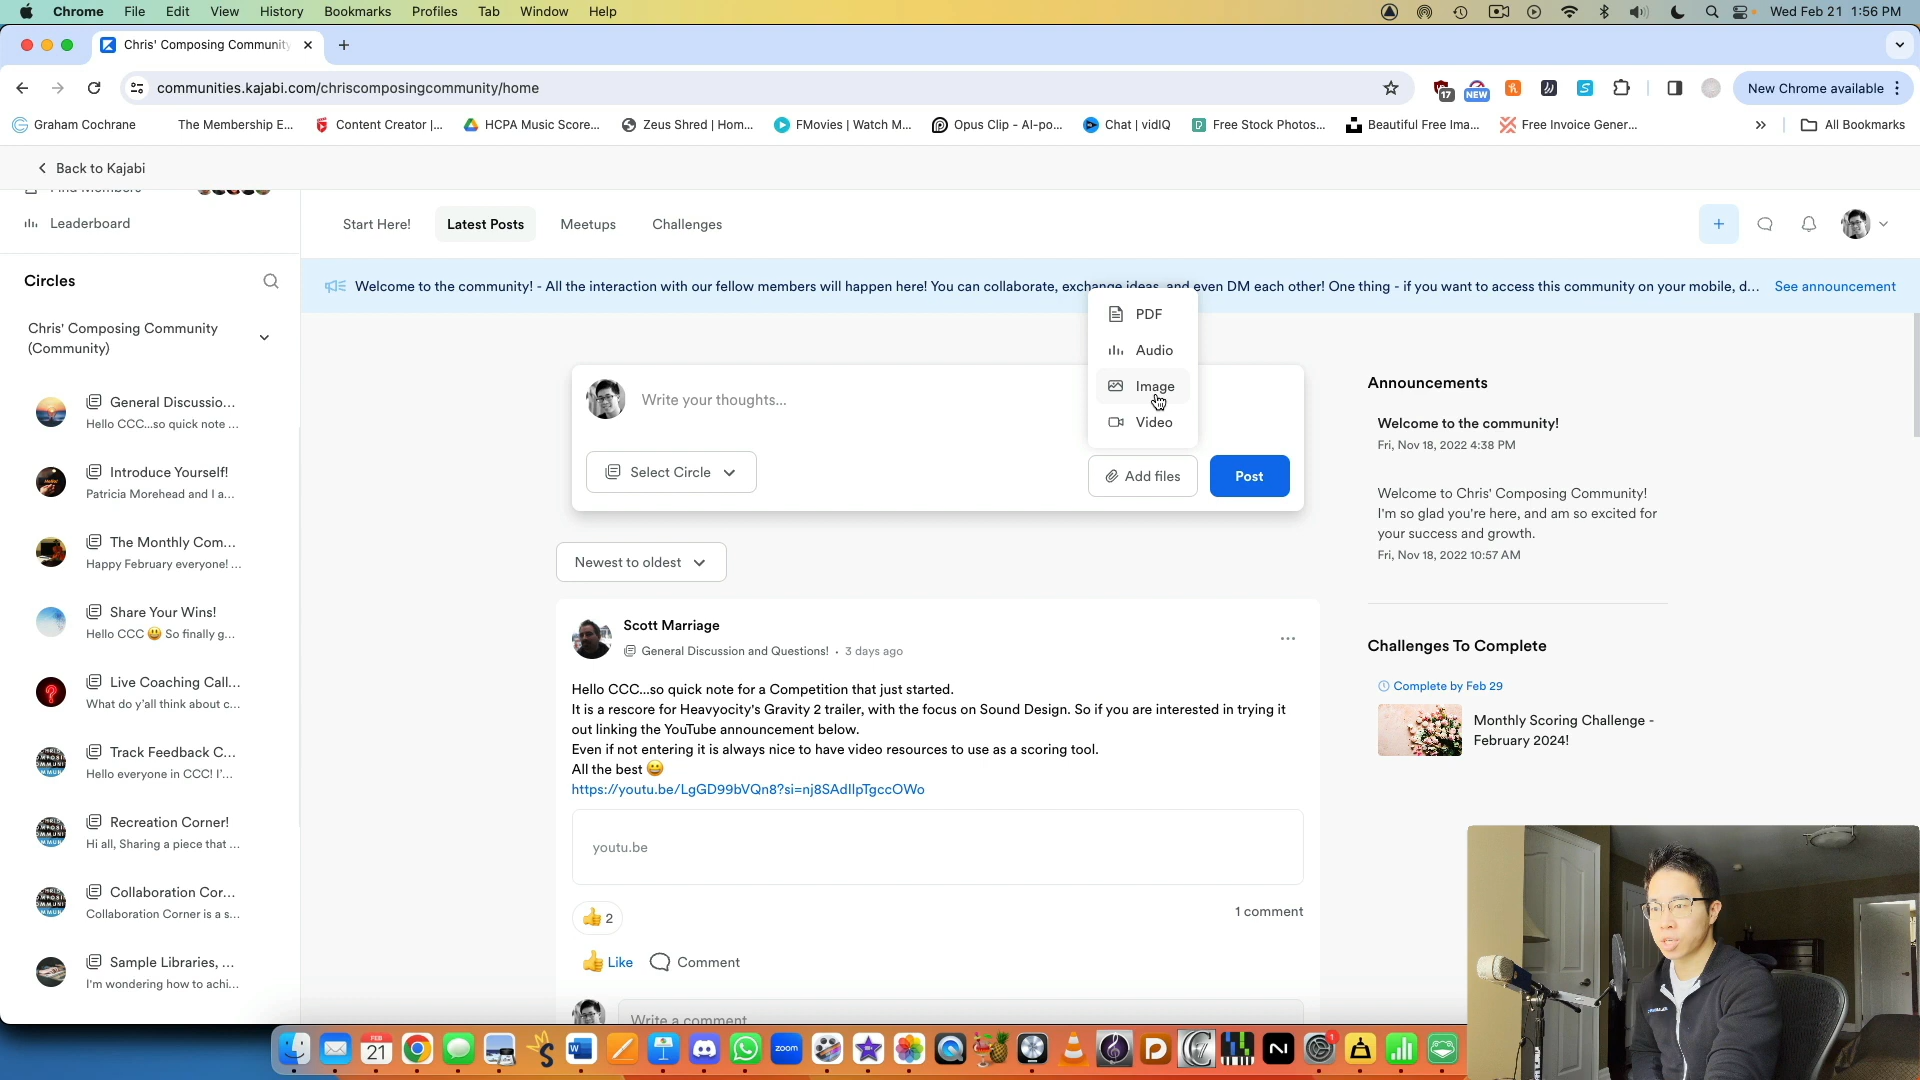 Chrome File Edit View History Bookmarks Profiles Tab Window Help Wed Feb 21 1:56 PM
Chris' Composing Community
communities.kajabi.com/chriscomposingcommunity/home
17
NEW
New Chrome available
Graham Cochrane
The Membership E...
Content Creator |...
HCPA Music Score...
Zeus Shred | Hom...
FMovies | Watch M...
Opus Clip - AI-po...
Chat | vidIQ
Free Stock Photos...
Beautiful Free Ima...
Free Invoice Gener...
All Bookmarks
Back to Kajabi
Find Members
Leaderboard
Start Here!
Latest Posts
Meetups
Challenges
Circles
Welcome to the community! - All the interaction with our fellow members will happen here! You can collaborate, exchange ideas, and even DM each other! One thing - if you want to access this community on your mobile, d...
See announcement
Chris' Composing Community
(Community)
General Discussio...
Hello CCC...so quick note ...
Introduce Yourself!
Patricia Morehead and I a...
The Monthly Com...
Happy February everyone! ...
Share Your Wins!
Hello CCC 😃 So finally g...
Live Coaching Call...
What do y'all think about c...
Track Feedback C...
Hello everyone in CCC! I'...
Recreation Corner!
Hi all, Sharing a piece that ...
Collaboration Cor...
Collaboration Corner is a s...
Sample Libraries, ...
I'm wondering how to achi...
PDF
Audio
Image
Video
Write your thoughts...
Select Circle
Add files
Post
Newest to oldest
Scott Marriage
General Discussion and Questions! • 3 days ago
Hello CCC...so quick note for a Competition that just started.
It is a rescore for Heavyocity's Gravity 2 trailer, with the focus on Sound Design. So if you are interested in trying it
out linking the YouTube announcement below.
Even if not entering it is always nice to have video resources to use as a scoring tool.
All the best 😀
https://youtu.be/LgGD99bVQn8?si=nj8SAdIlpTgccOWo
youtu.be
👍 2
1 comment
👍 Like
Comment
Write a comment
Announcements
Welcome to the community!
Fri, Nov 18, 2022 4:38 PM
Welcome to Chris' Composing Community!
I'm so glad you're here, and am so excited for
your success and growth.
Fri, Nov 18, 2022 10:57 AM
Challenges To Complete
Complete by Feb 29
Monthly Scoring Challenge -
February 2024!
FEB
21
zoom